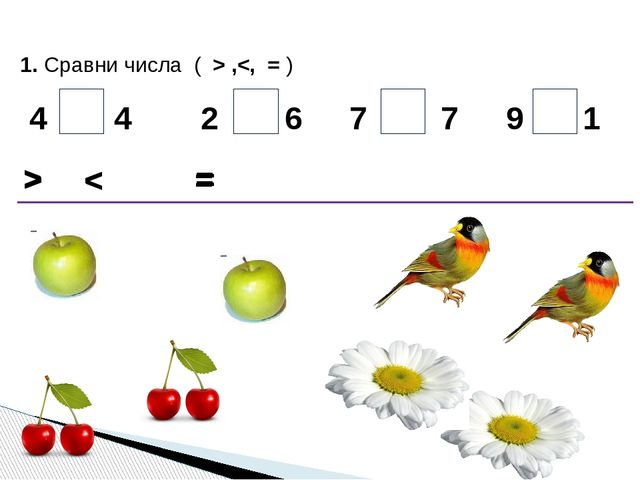 1. Сравни числа ( > ,<, = )
4 4 2 6 7 7 9 1
> < =